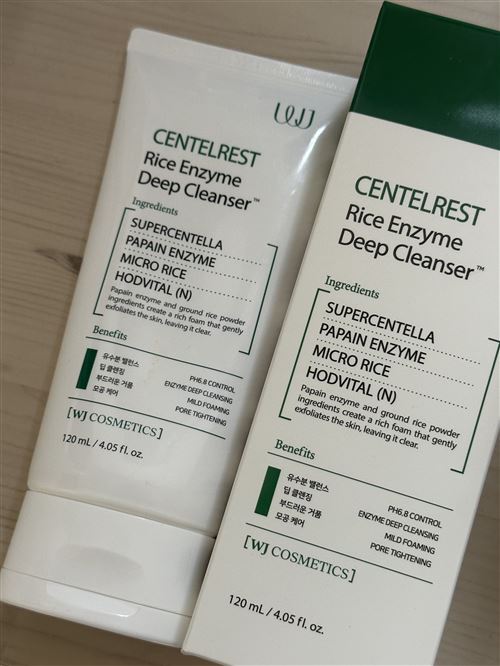 WJ
CENTELREST
Rice Enzyme
Deep Cleanser™
Ingredients
SUPERCENTELLA
PAPAIN ENZYME
MICRO RICE
HODVITAL (N)
Papain enzyme and ground rice powder
ingredients create a rich foam that gently
exfoliates the skin, leaving it clear.
Benefits
유수분 밸런스
딥 클렌징
부드러운 거품
모공 케어
PH6.8 CONTROL
ENZYME DEEP CLEANSING
MILD FOAMING
PORE TIGHTENING
[WJ COSMETICS]
120 mL / 4.05 fl. oz.
CENTELREST
Rice Enzyme
Deep Cleanser™
Ingredients
SUPERCENTELLA
PAPAIN ENZYME
MICRO RICE
HODVITAL (N)
Papain enzyme and ground rice powder
ingredients create a rich foam that gently
exfoliates the skin, leaving it clear.
Benefits
유수분 밸런스
딥 클렌징
부드러운 거품
모공 케어
PH6.8 CONTROL
ENZYME DEEP CLEANSING
MILD FOAMING
PORE TIGHTENING
[WJ COSMETICS]
120 mL / 4.05 fl. oz.